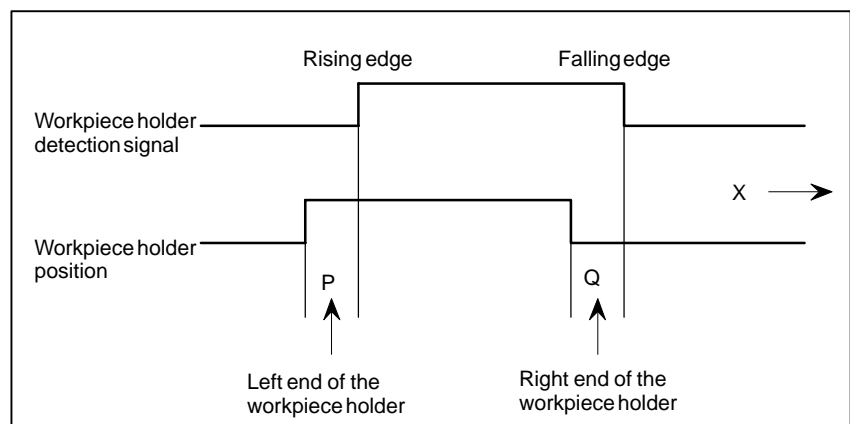 Rising edge
Falling edge
Workpiece holder
detection signal
X
Workpiece holder
position
P
Q
Left end of the
workpiece holder
Right end of the
workpiece holder